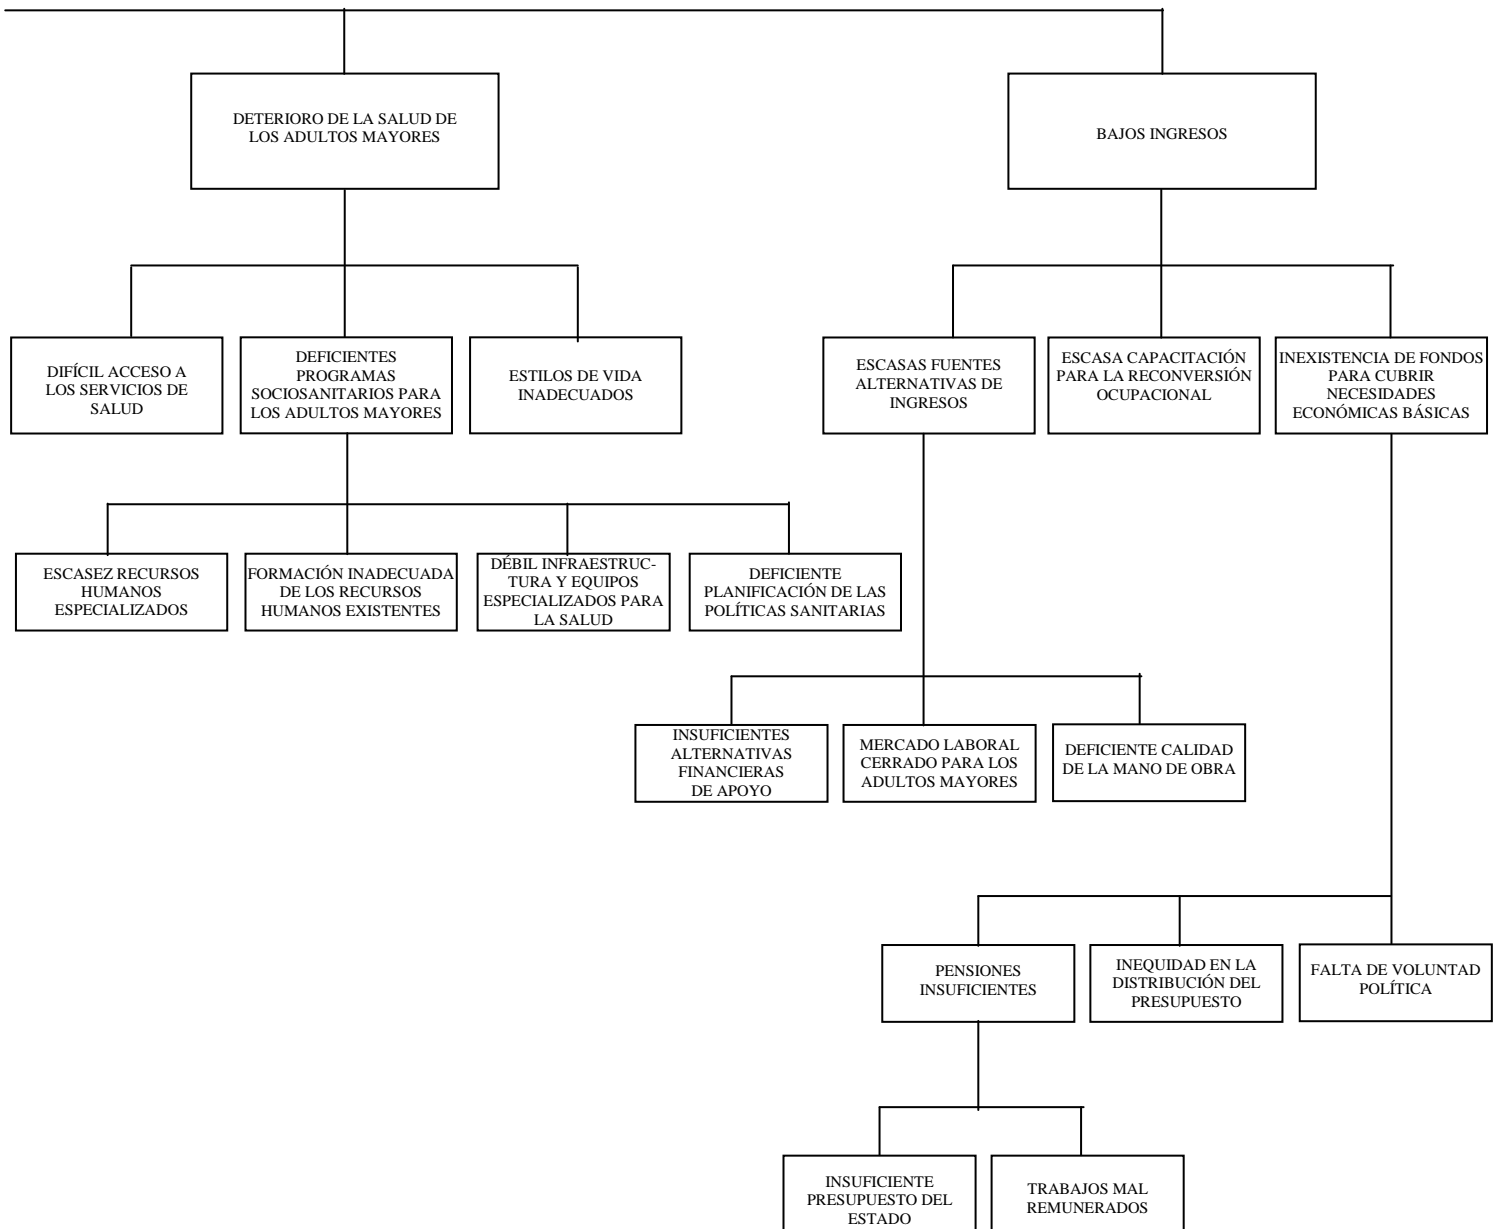 DETERIORO DE LA SALUD DE
LOS ADULTOS MAYORES
BAJOS INGRESOS
DIFÍCIL ACCESO A
LOS SERVICIOS DE
SALUD
DEFICIENTES
PROGRAMAS
SOCIOSANITARIOS PARA
LOS ADULTOS MAYORES
ESTILOS DE VIDA
INADECUADOS
ESCASAS FUENTES
ALTERNATIVAS DE
INGRESOS
ESCASA CAPACITACIÓN
PARA LA RECONVERSIÓN
OCUPACIONAL
INEXISTENCIA DE FONDOS
PARA CUBRIR
NECESIDADES
ECONÓMICAS BÁSICAS
ESCASEZ RECURSOS
HUMANOS
ESPECIALIZADOS
FORMACIÓN INADECUADA
DE LOS RECURSOS
HUMANOS EXISTENTES
DÉBIL INFRAESTRUC-
TURA Y EQUIPOS
ESPECIALIZADOS PARA
LA SALUD
DEFICIENTE
PLANIFICACIÓN DE LAS
POLÍTICAS SANITARIAS
INSUFICIENTES
ALTERNATIVAS
FINANCIERAS
DE APOYO
MERCADO LABORAL
CERRADO PARA LOS
ADULTOS MAYORES
DEFICIENTE CALIDAD
DE LA MANO DE OBRA
PENSIONES
INSUFICIENTES
INEQUIDAD EN LA
DISTRIBUCIÓN DEL
PRESUPUESTO
FALTA DE VOLUNTAD
POLÍTICA
INSUFICIENTE
PRESUPUESTO DEL
ESTADO
TRABAJOS MAL
REMUNERADOS